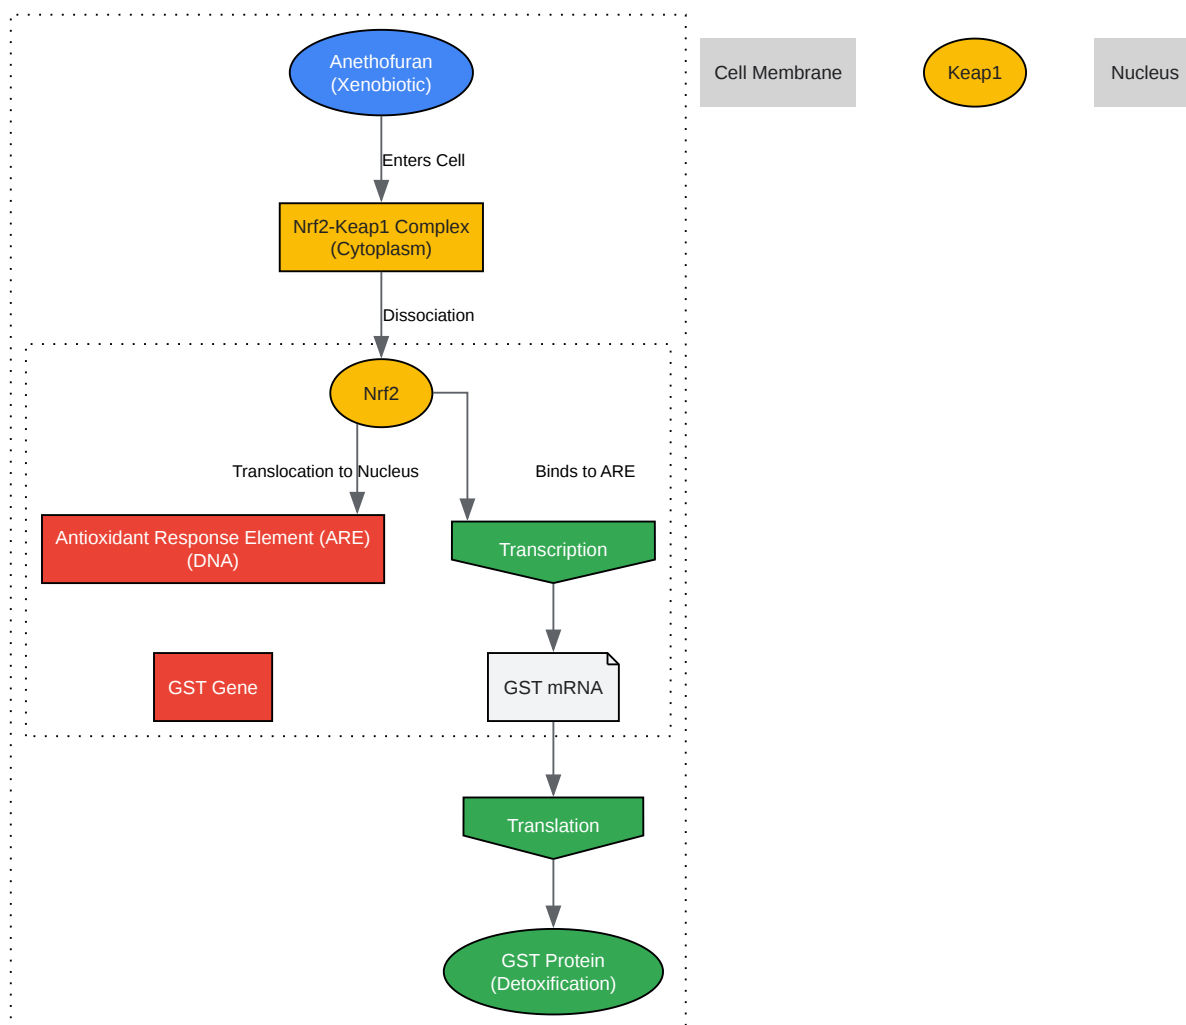 Anethofuran
(Xenobiotic)
Cell Membrane
Keap1
Nucleus
Enters Cell
Nrf2-Keap1 Complex
(Cytoplasm)
Dissociation
Nrf2
Translocation to Nucleus
Binds to ARE
Antioxidant Response Element (ARE)
(DNA)
Transcription
GST Gene
GST mRNA
Translation
GST Protein
(Detoxification)